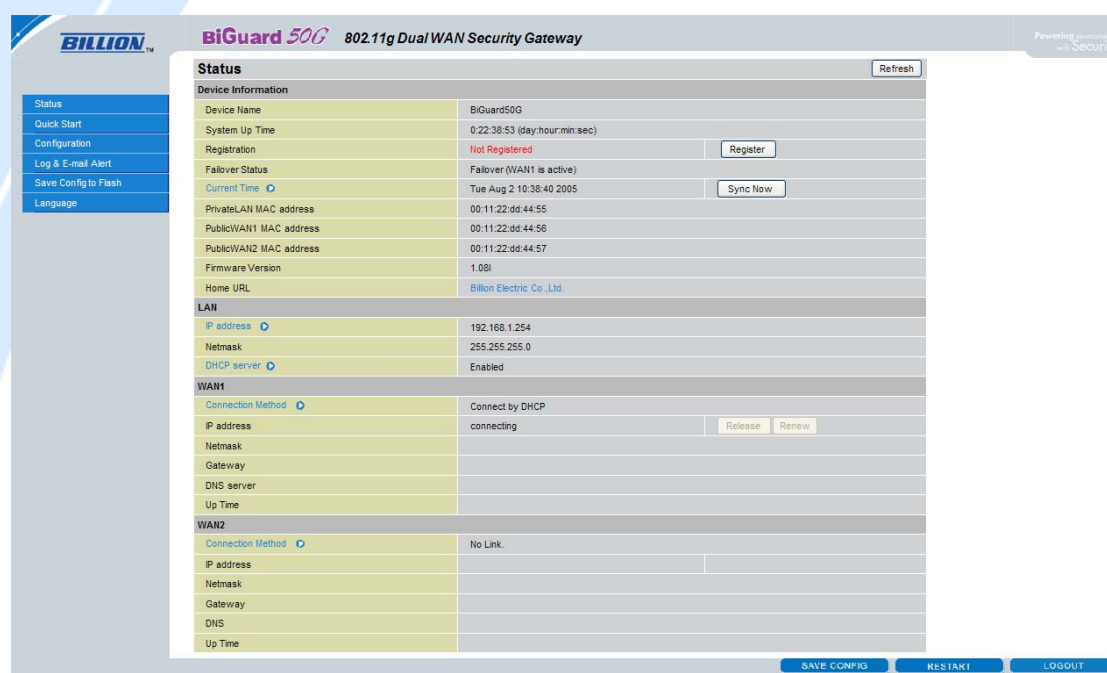 BILLION TM
BiGuard 50G 802.11g Dual WAN Security Gateway
Powering
with Secur
Status
Quick Start
Configuration
Log & E-mail Alert
Save Config to Flash
Language
Status Refresh
Device Information
Device Name BiGuard50G
System Up Time 0:22:38:53 (day:hour:min:sec)
Registration Not Registered Register
Failover Status Failover (WAN1 is active)
Current Time Tue Aug 2 10:38:40 2005 Sync Now
PrivateLAN MAC address 00:11:22:dd:44:55
PublicWAN1 MAC address 00:11:22:dd:44:56
PublicWAN2 MAC address 00:11:22:dd:44:57
Firmware Version 1.08l
Home URL Billion Electric Co.,Ltd.
LAN
IP address 192.168.1.254
Netmask 255.255.255.0
DHCP server Enabled
WAN1
Connection Method Connect by DHCP
IP address connecting Release Renew
Netmask
Gateway
DNS server
Up Time
WAN2
Connection Method No Link.
IP address
Netmask
Gateway
DNS
Up Time
SAVE CONFIG RESTART LOGOUT